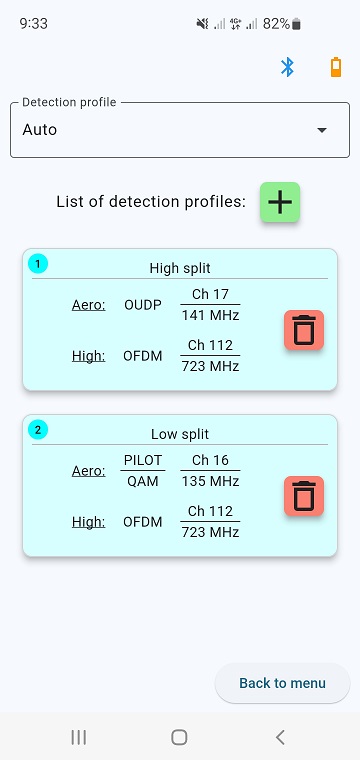 9:33 4G+ 82%
Detection profile
Auto
List of detection profiles:
1
High split
Aero: OUDP Ch 17
141 MHz
High: OFDM Ch 112
723 MHz
2
Low split
Aero: PILOT Ch 16
QAM 135 MHz
High: OFDM Ch 112
723 MHz
Back to menu